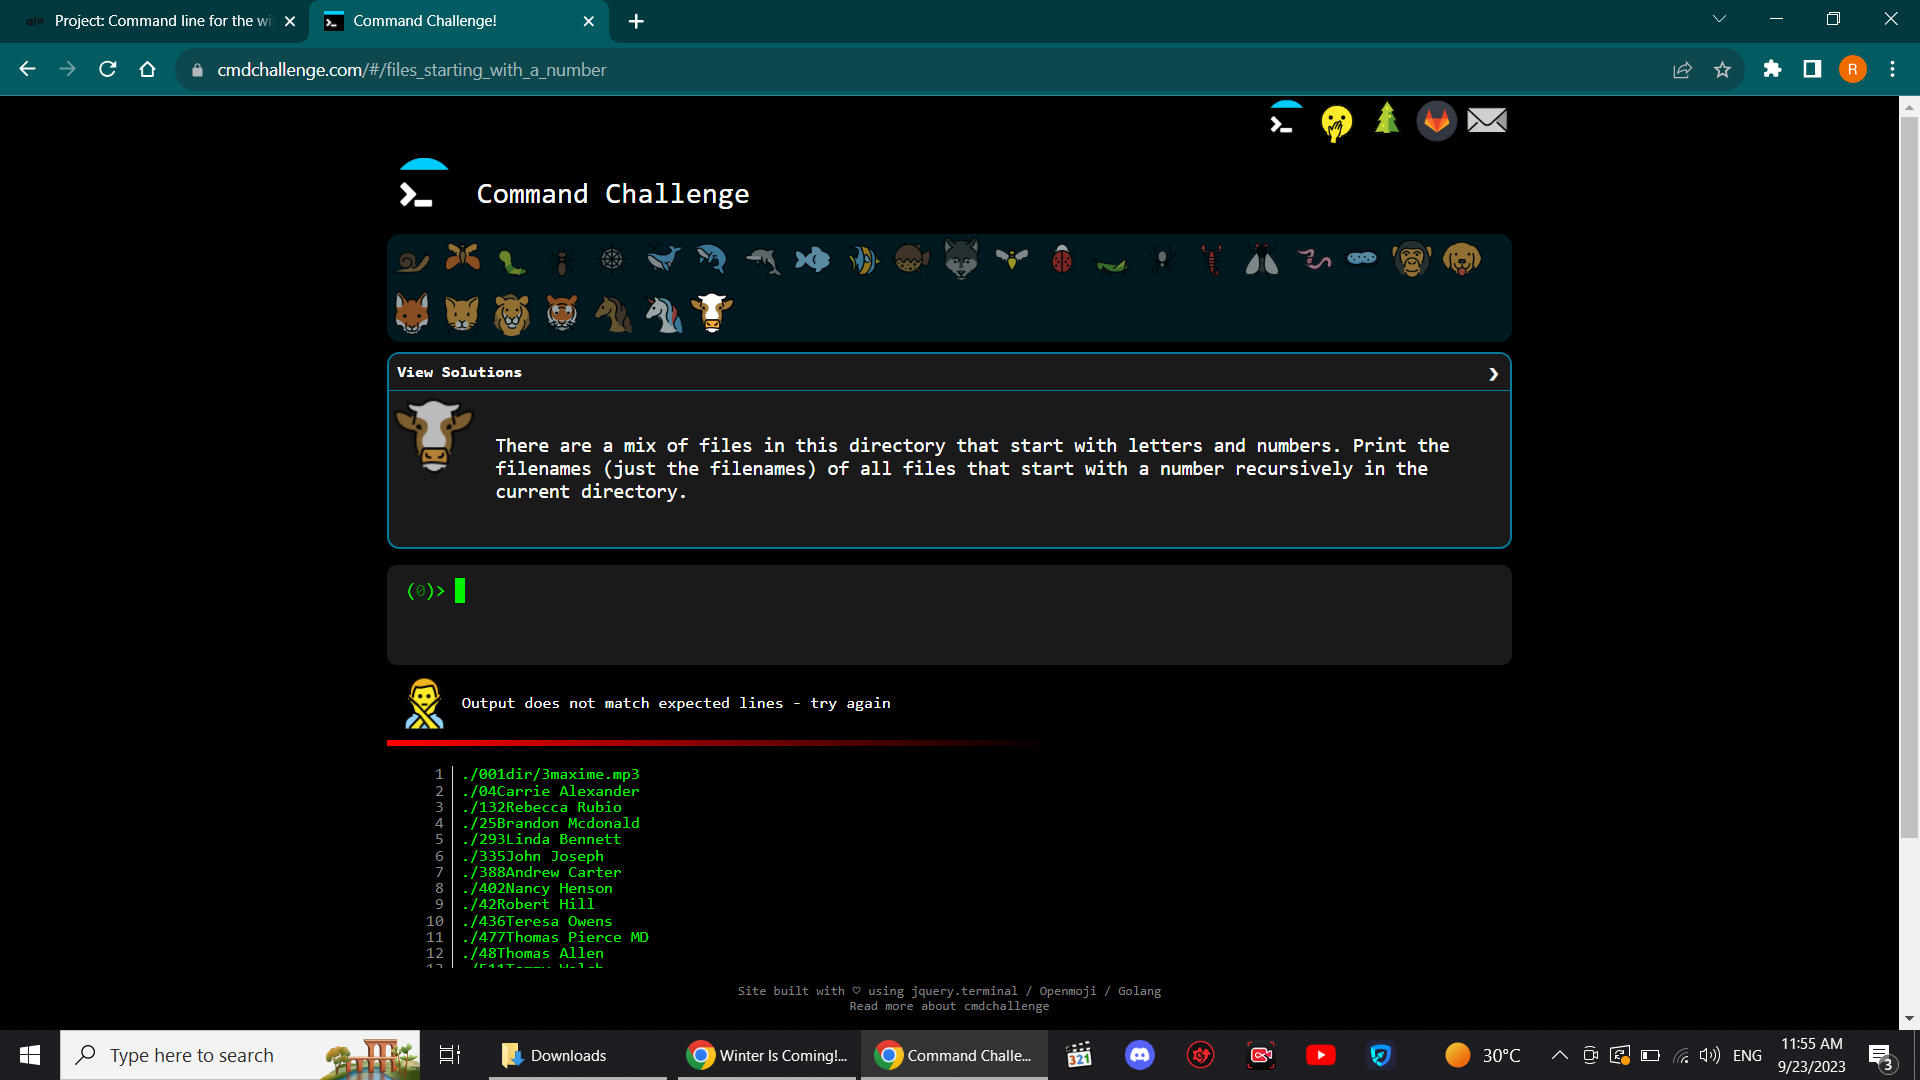 Project: Command line for the wi
Command Challenge!
cmdchallenge.com/#/files_starting_with_a_number
R
Command Challenge
View Solutions
There are a mix of files in this directory that start with letters and numbers. Print the
filenames (just the filenames) of all files that start with a number recursively in the
current directory.
(0)>
Output does not match expected lines - try again
1 ./001dir/3maxime.mp3
2 ./04Carrie Alexander
3 ./132Rebecca Rubio
4 ./25Brandon Mcdonald
5 ./293Linda Bennett
6 ./335John Joseph
7 ./388Andrew Carter
8 ./402Nancy Henson
9 ./42Robert Hill
10 ./436Teresa Owens
11 ./477Thomas Pierce MD
12 ./48Thomas Allen
Site built with ♡ using jquery.terminal / Openmoji / Golang
Read more about cmdchallenge
Type here to search
Downloads
Winter Is Coming!...
Command Challe...
321
30°C
ENG
11:55 AM
9/23/2023
3